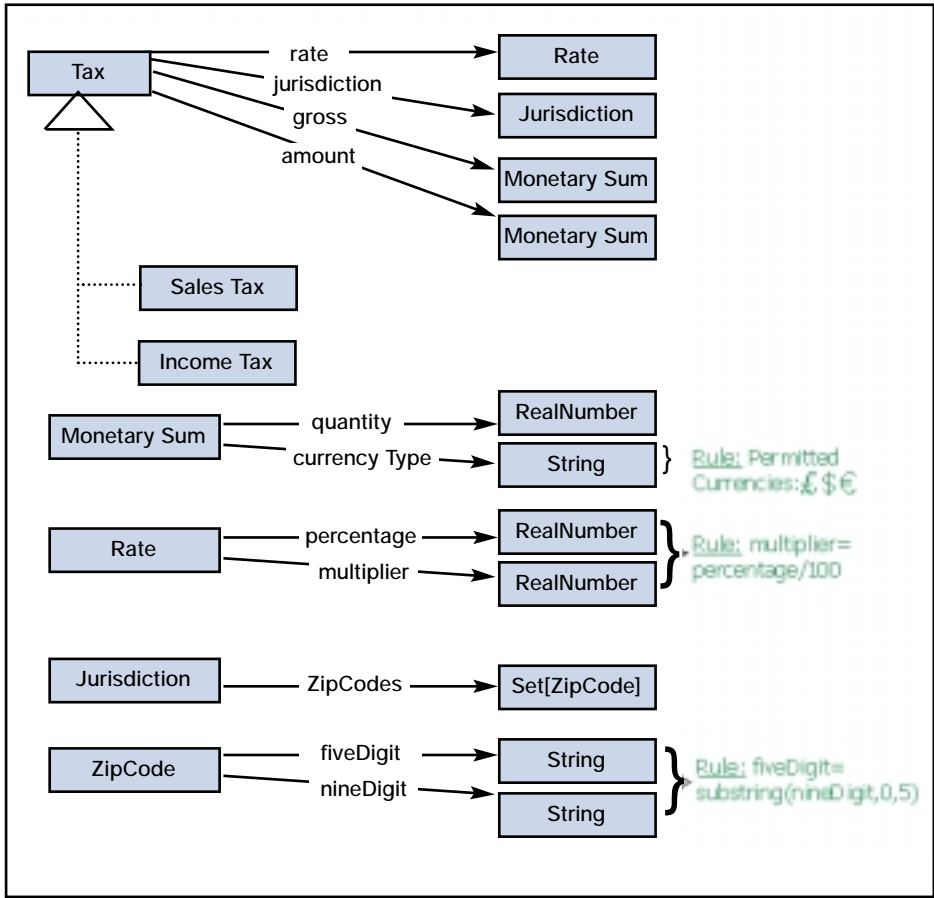 Tax
rate
Rate
jurisdiction
Jurisdiction
gross
Monetary Sum
amount
Monetary Sum
Sales Tax
Income Tax
Monetary Sum
quantity
RealNumber
currency Type
String
} Rule: Permitted
Currencies:£ $ €
Rate
percentage
RealNumber
multiplier
RealNumber
} Rule: multiplier=
percentage/100
Jurisdiction
ZipCodes
Set[ZipCode]
ZipCode
fiveDigit
String
nineDigit
String
} Rule: fiveDigit=
substring(nineDigit,0,5)